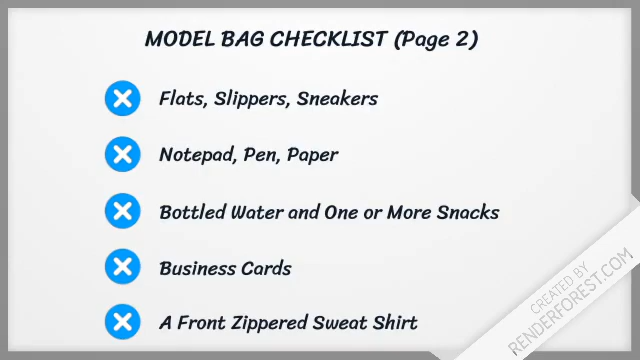 MODEL BAG CHECKLIST (Page 2)
Flats, Slippers, Sneakers
Notepad, Pen, Paper
Bottled Water and One or More Snacks
Business Cards
A Front Zippered Sweat Shirt
CREATED BY
RENDERFOREST.COM